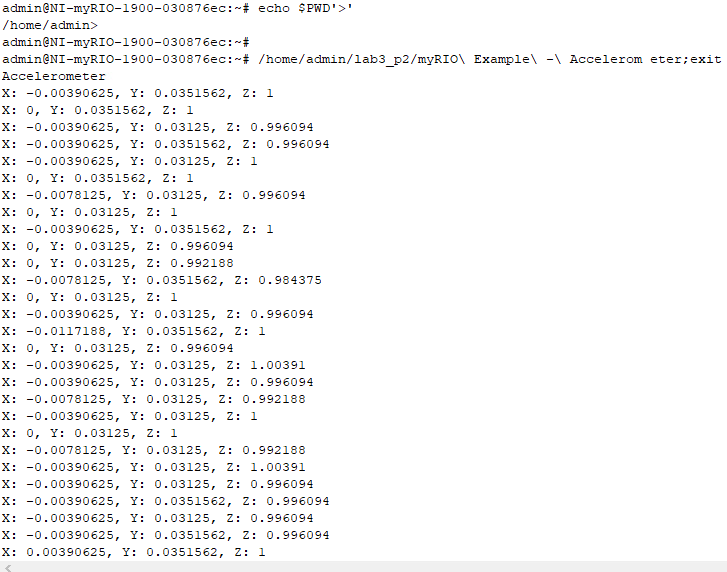 admin@NI-myRIO-1900-030876ec:~# echo $PWD'>'
/home/admin>
admin@NI-myRIO-1900-030876ec:~#
admin@NI-myRIO-1900-030876ec:~# /home/admin/lab3_p2/myRIO\ Example\ -\ Accelerom eter;exit
Accelerometer
X: -0.00390625, Y: 0.0351562, Z: 1
X: 0, Y: 0.0351562, Z: 1
X: -0.00390625, Y: 0.03125, Z: 0.996094
X: -0.00390625, Y: 0.0351562, Z: 0.996094
X: -0.00390625, Y: 0.03125, Z: 1
X: 0, Y: 0.0351562, Z: 1
X: -0.0078125, Y: 0.03125, Z: 0.996094
X: 0, Y: 0.03125, Z: 1
X: -0.00390625, Y: 0.0351562, Z: 1
X: 0, Y: 0.03125, Z: 0.996094
X: 0, Y: 0.03125, Z: 0.992188
X: -0.0078125, Y: 0.0351562, Z: 0.984375
X: 0, Y: 0.03125, Z: 1
X: -0.00390625, Y: 0.03125, Z: 0.996094
X: -0.0117188, Y: 0.0351562, Z: 1
X: 0, Y: 0.03125, Z: 0.996094
X: -0.00390625, Y: 0.03125, Z: 1.00391
X: -0.00390625, Y: 0.03125, Z: 0.996094
X: -0.0078125, Y: 0.03125, Z: 0.992188
X: -0.00390625, Y: 0.03125, Z: 1
X: 0, Y: 0.03125, Z: 1
X: -0.0078125, Y: 0.03125, Z: 0.992188
X: -0.00390625, Y: 0.03125, Z: 1.00391
X: -0.00390625, Y: 0.03125, Z: 0.996094
X: -0.00390625, Y: 0.0351562, Z: 0.996094
X: -0.00390625, Y: 0.03125, Z: 0.996094
X: -0.00390625, Y: 0.0351562, Z: 0.996094
X: 0.00390625, Y: 0.0351562, Z: 1